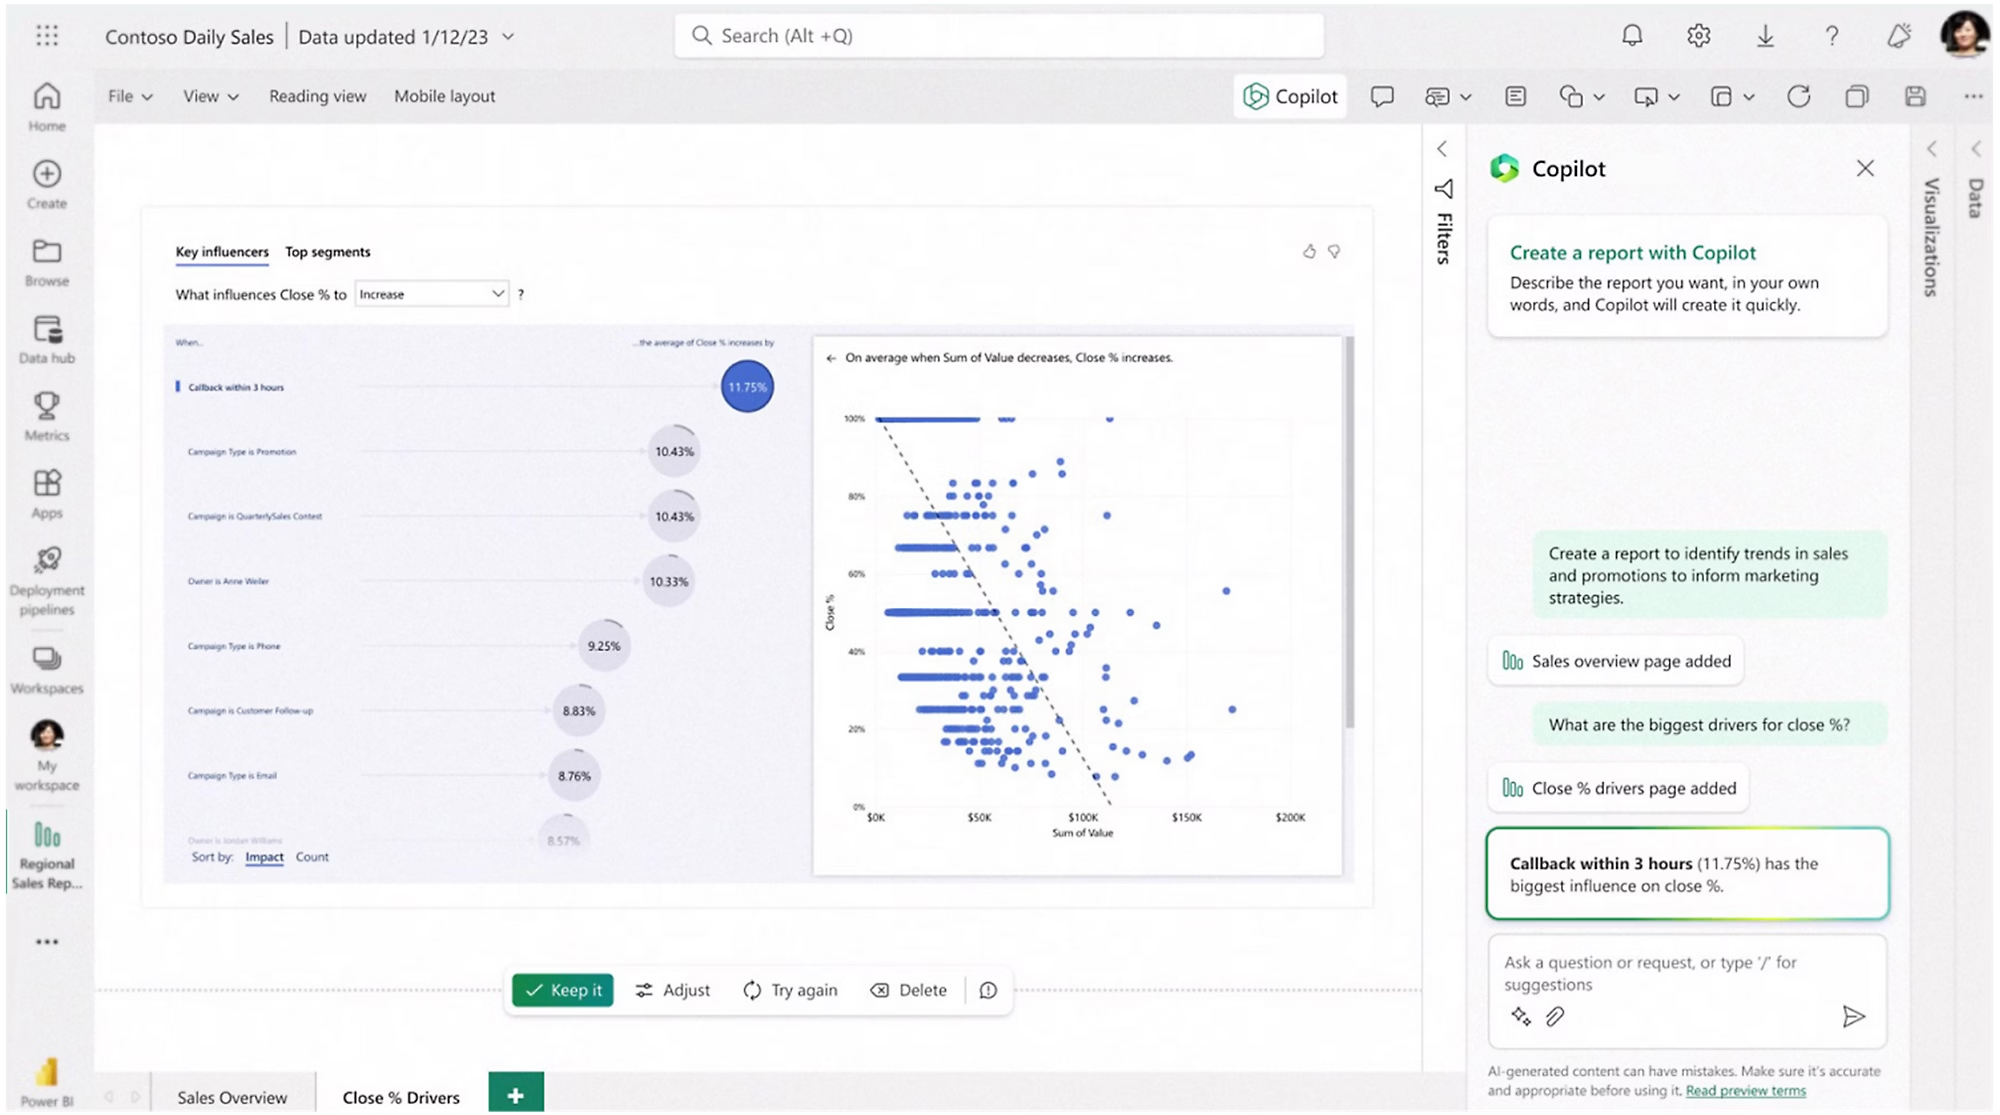 Contoso Daily Sales | Data updated 1/12/23
Search (Alt +Q)
File
View
Reading view
Mobile layout
Copilot
Home
Create
Browse
Data hub
Metrics
Apps
Deployment
pipelines
Workspaces
My
workspace
Regional
Sales Rep...
Power BI
Key influencers
Top segments
What influences Close % to
Increase
?
When...
...the average of Close % increases by
Callback within 3 hours
11.75%
Campaign Type is Promotion
10.43%
Campaign is QuarterlySales Contest
10.43%
Owner is Anne Weiler
10.33%
Campaign Type is Phone
9.25%
Campaign is Customer Follow-up
8.83%
Campaign Type is Email
8.76%
Owner is Jordan Williams
8.57%
Sort by:
Impact
Count
On average when Sum of Value decreases, Close % increases.
100%
80%
60%
40%
20%
0%
Close %
$0K
$50K
$100K
$150K
$200K
Sum of Value
Keep it
Adjust
Try again
Delete
Sales Overview
Close % Drivers
+
Filters
Copilot
Create a report with Copilot
Describe the report you want, in your own
words, and Copilot will create it quickly.
Create a report to identify trends in sales
and promotions to inform marketing
strategies.
Sales overview page added
What are the biggest drivers for close %?
Close % drivers page added
Callback within 3 hours (11.75%) has the
biggest influence on close %.
Ask a question or request, or type '/' for
suggestions
AI-generated content can have mistakes. Make sure it's accurate
and appropriate before using it. Read preview terms
Visualizations
Data